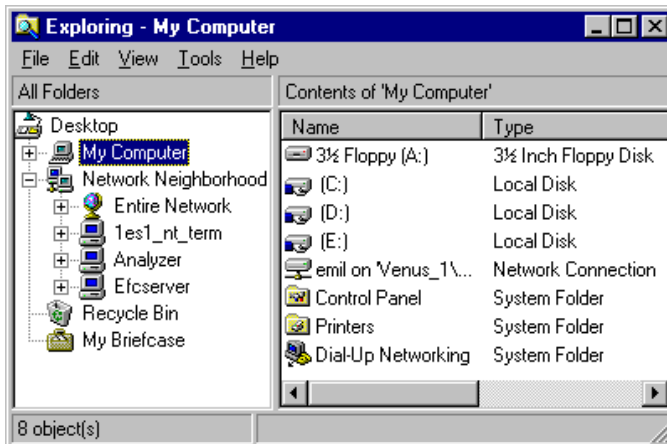 Exploring - My Computer
File Edit View Tools Help
All Folders
Contents of 'My Computer'
Desktop
My Computer
Network Neighborhood
Entire Network
1es1_nt_term
Analyzer
Efcserver
Recycle Bin
My Briefcase
Name Type
3½ Floppy (A:) 3½ Inch Floppy Disk
(C:) Local Disk
(D:) Local Disk
(E:) Local Disk
emil on 'Venus_1\... Network Connection
Control Panel System Folder
Printers System Folder
Dial-Up Networking System Folder
8 object(s)